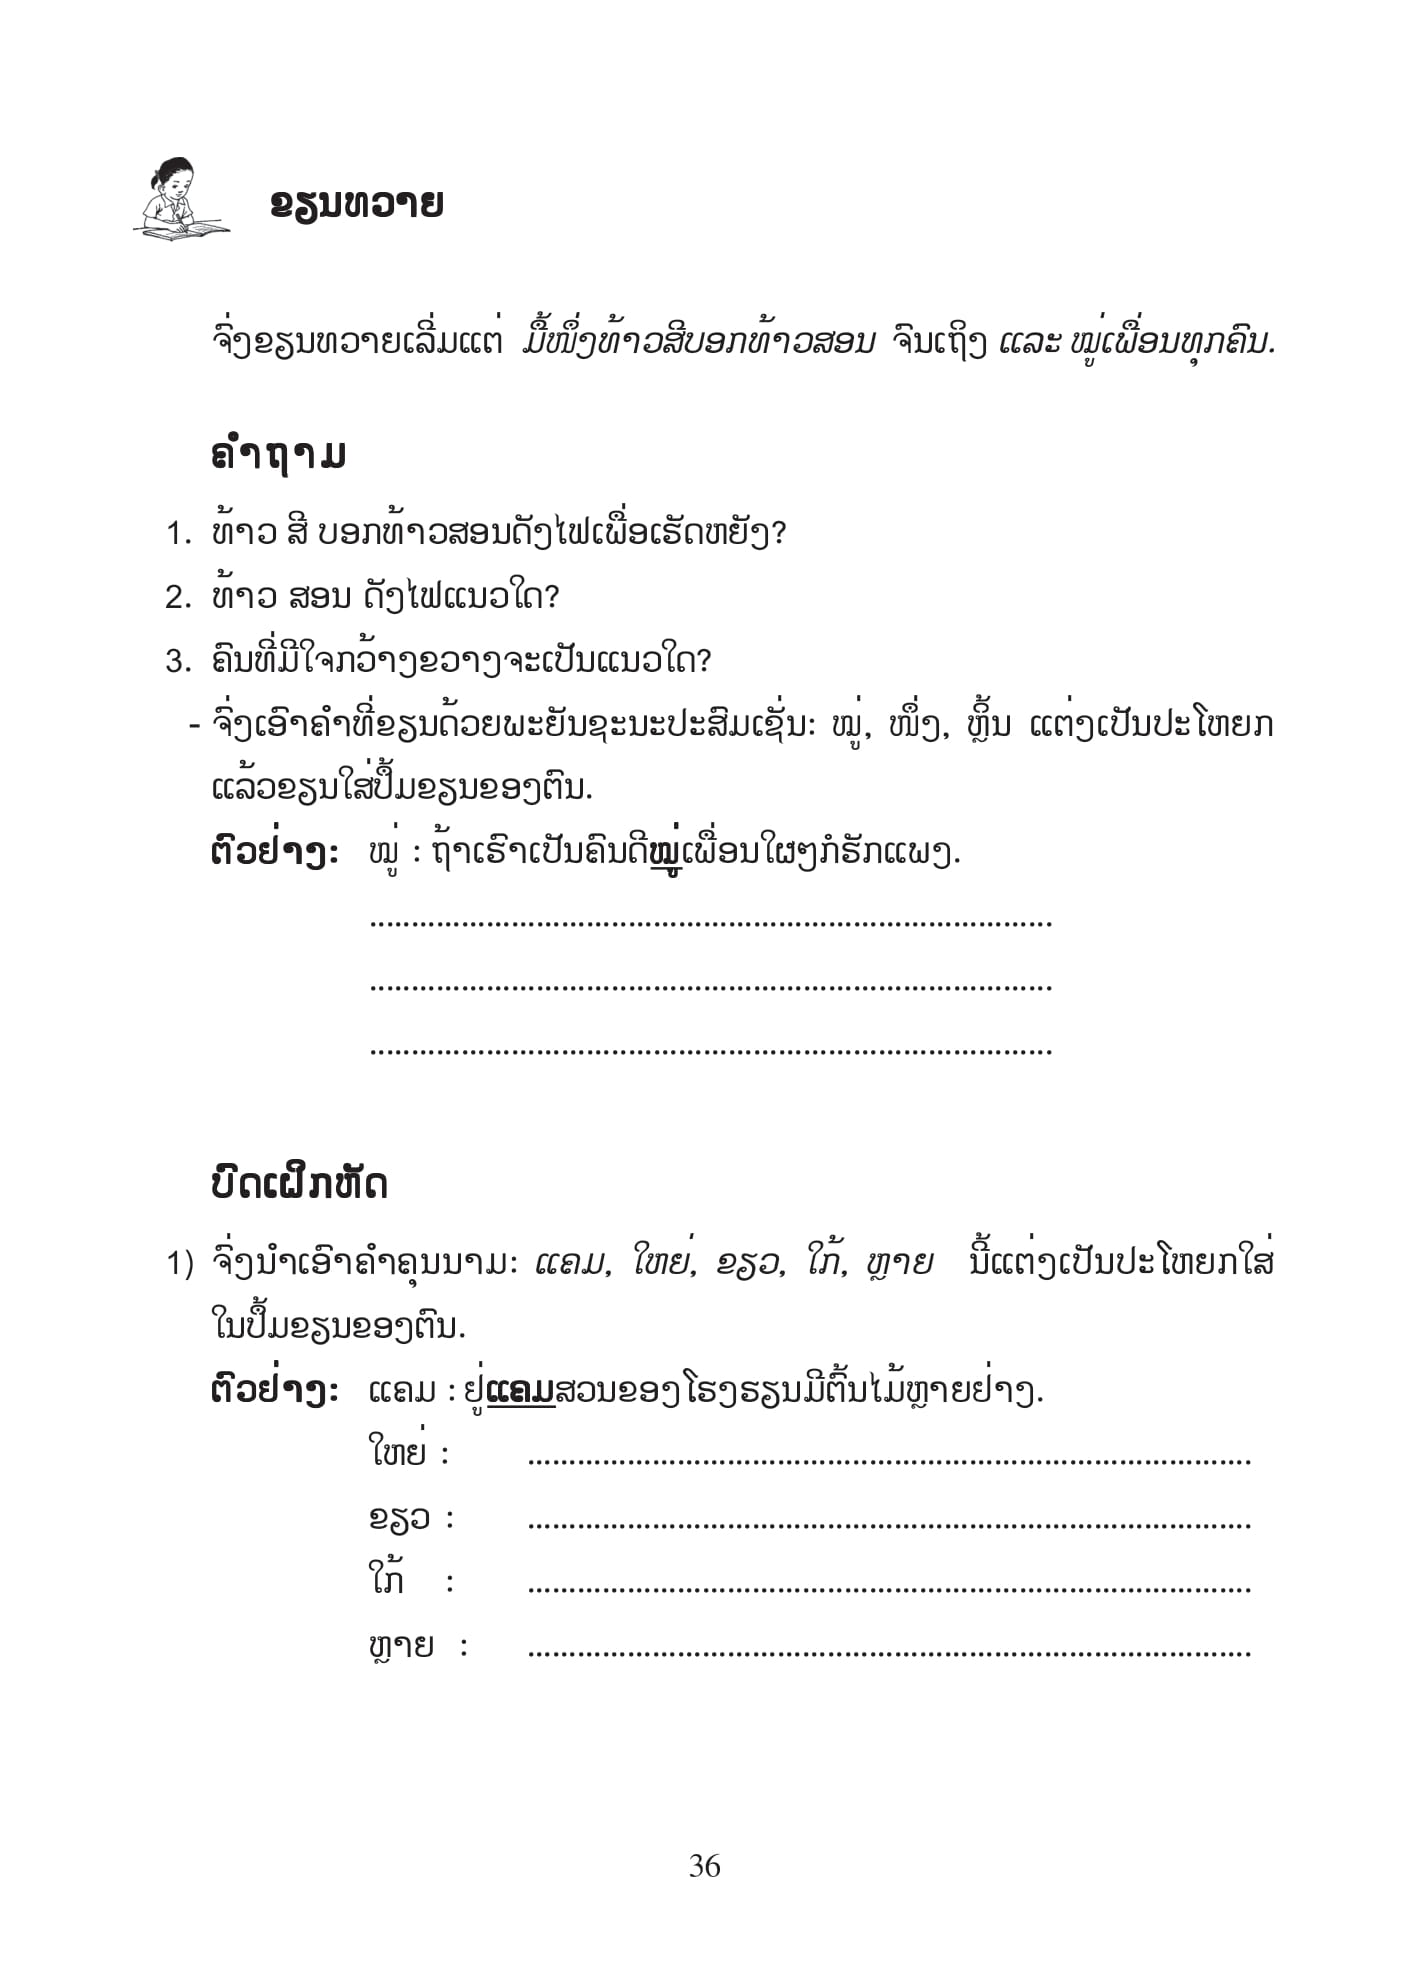 ຂຽນທວາຍ
ຈົ່ງຂຽນທວາຍເລີ່ມແຕ່ ມື້ໜຶ່ງທ້າວສີບອກທ້າວສອນ ຈົນເຖິງ ແລະ ໝູ່ເພື່ອນທຸກຄົນ.
ຄຳຖາມ
1. ທ້າວ ສີ ບອກທ້າວສອນດັງໄຟເພື່ອເຮັດຫຍັງ?
2. ທ້າວ ສອນ ດັງໄຟແນວໃດ?
3. ຄົນທີ່ມີໃຈກວ້າງຂວາງຈະເປັນແນວໃດ?
- ຈົ່ງເອົາຄຳທີ່ຂຽນດ້ວຍພະຍັນຊະນະປະສົມເຊັ່ນ: ໝູ່, ໜຶ່ງ, ຫຼິ້ນ ແຕ່ງເປັນປະໂຫຍກ
ແລ້ວຂຽນໃສ່ປຶ້ມຂຽນຂອງຕົນ.
ຕົວຢ່າງ: ໝູ່ : ຖ້າເຮົາເປັນຄົນດີໝູ່ເພື່ອນໃຜໆກໍຮັກແພງ.
..................................................................................
..................................................................................
..................................................................................
ບົດເຝິກຫັດ
1) ຈົ່ງນຳເອົາຄຳຄຸນນາມ: ແຄມ, ໃຫຍ່, ຂຽວ, ໃກ້, ຫຼາຍ ນີ້ແຕ່ງເປັນປະໂຫຍກໃສ່
ໃນປຶ້ມຂຽນຂອງຕົນ.
ຕົວຢ່າງ: ແຄມ : ຢູ່ແຄມສວນຂອງໂຮງຮຽນມີຕົ້ນໄມ້ຫຼາຍຢ່າງ.
ໃຫຍ່ : .......................................................................................
ຂຽວ : .......................................................................................
ໃກ້ : .......................................................................................
ຫຼາຍ : .......................................................................................
36